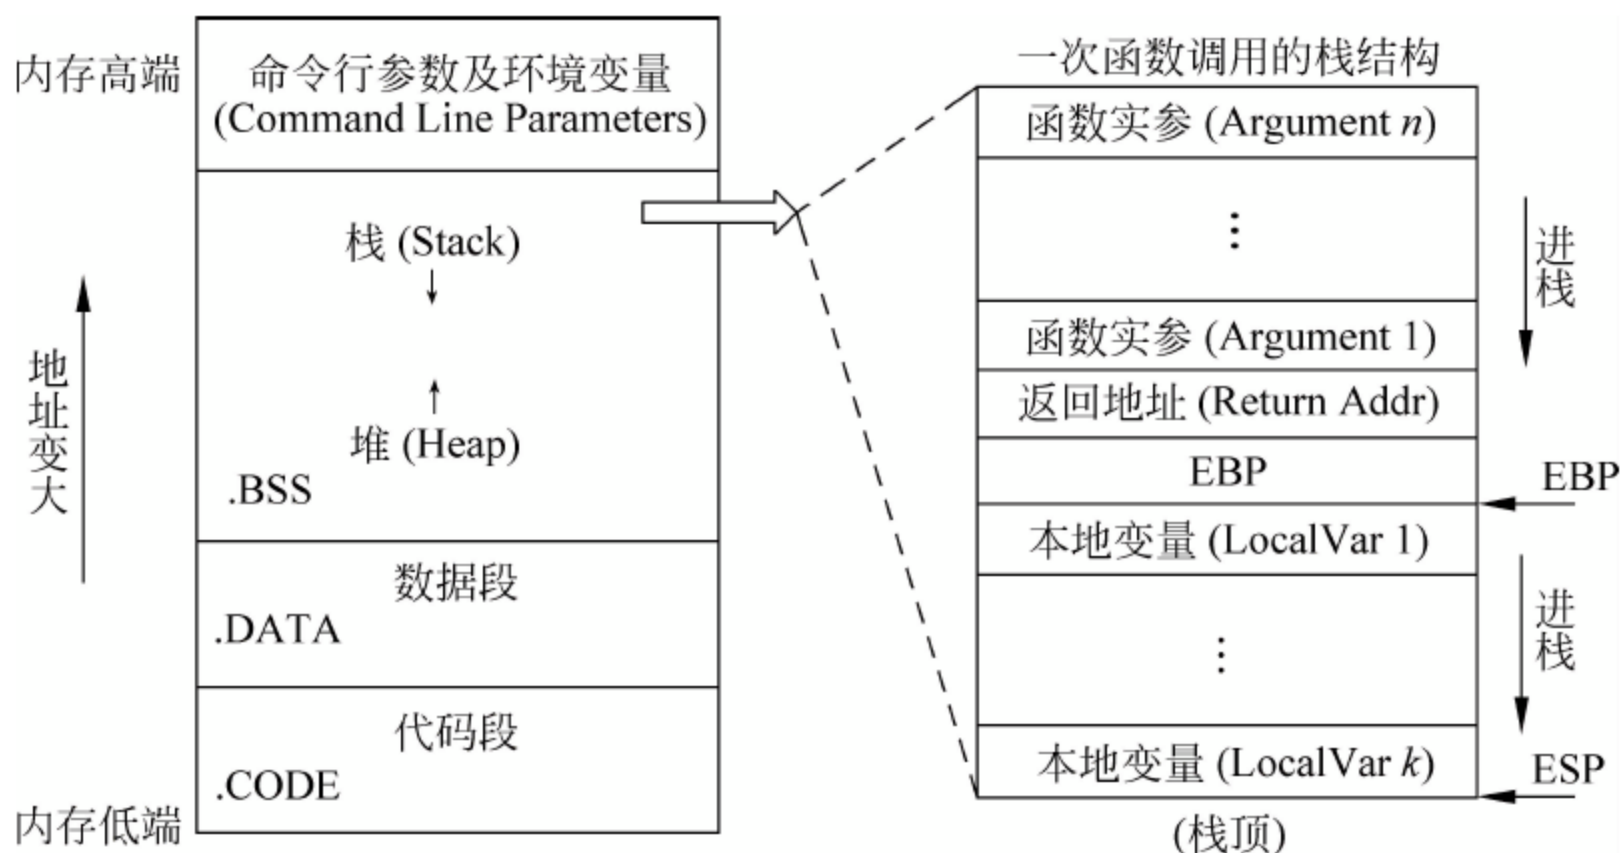 内存高端
命令行参数及环境变量
(Command Line Parameters)
栈 (Stack)
堆 (Heap)
.BSS
数据段
.DATA
代码段
.CODE
内存低端
地址变大
一次函数调用的栈结构
函数实参 (Argument n)
⋮
函数实参 (Argument 1)
返回地址 (Return Addr)
EBP
本地变量 (LocalVar 1)
⋮
本地变量 (LocalVar k)
(栈顶)
进栈
EBP
进栈
ESP